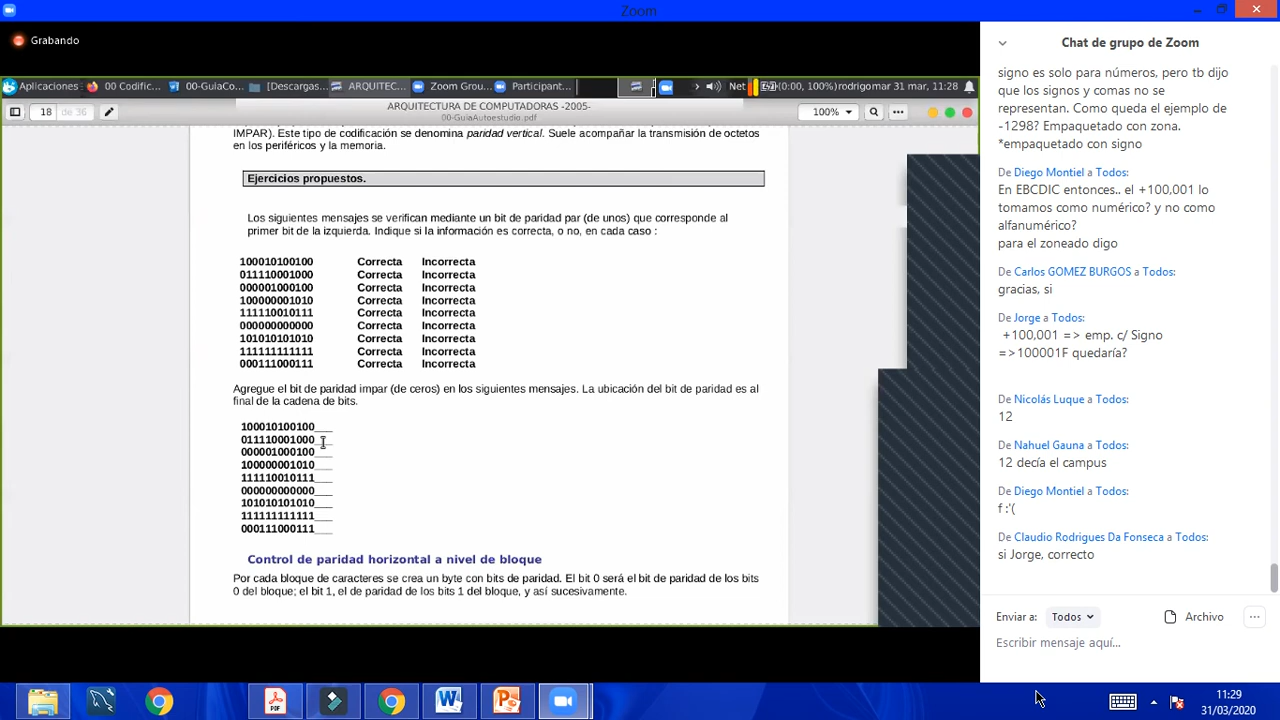 Zoom
Grabando
Aplicaciones
00 Codific...
00-GuiaCo...
[Descargas...
ARQUITEC...
Zoom Grou...
Participant...
Net
(0:00, 100%)
rodrigo
mar 31 mar, 11:28
18 de 36
ARQUITECTURA DE COMPUTADORAS -2005-
00-GuiaAutoestudio.pdf
100%
IMPAR). Este tipo de codificación se denomina paridad vertical. Suele acompañar la transmisión de octetos
en los periféricos y la memoria.
Ejercicios propuestos.
Los siguientes mensajes se verifican mediante un bit de paridad par (de unos) que corresponde al
primer bit de la izquierda. Indique si la información es correcta, o no, en cada caso :
100010100100 Correcta Incorrecta
011110001000 Correcta Incorrecta
000001000100 Correcta Incorrecta
100000001010 Correcta Incorrecta
111110010111 Correcta Incorrecta
000000000000 Correcta Incorrecta
101010101010 Correcta Incorrecta
111111111111 Correcta Incorrecta
000111000111 Correcta Incorrecta
Agregue el bit de paridad impar (de ceros) en los siguientes mensajes. La ubicación del bit de paridad es al
final de la cadena de bits.
100010100100___
011110001000___
000001000100___
100000001010___
111110010111___
000000000000___
101010101010___
111111111111___
000111000111___
Control de paridad horizontal a nivel de bloque
Por cada bloque de caracteres se crea un byte con bits de paridad. El bit 0 será el bit de paridad de los bits
0 del bloque; el bit 1, el de paridad de los bits 1 del bloque, y así sucesivamente.
Chat de grupo de Zoom
signo es solo para números, pero tb dijo
que los signos y comas no se
representan. Como queda el ejemplo de
-1298? Empaquetado con zona.
*empaquetado con signo
De Diego Montiel a Todos:
En EBCDIC entonces.. el +100,001 lo
tomamos como numérico? y no como
alfanumérico?
para el zoneado digo
De Carlos GOMEZ BURGOS a Todos:
gracias, si
De Jorge a Todos:
+100,001 => emp. c/ Signo
=>100001F quedaría?
De Nicolás Luque a Todos:
12
De Nahuel Gauna a Todos:
12 decía el campus
De Diego Montiel a Todos:
f :'(
De Claudio Rodrigues Da Fonseca a Todos:
si Jorge, correcto
Enviar a: Todos Archivo
Escribir mensaje aquí...
11:29
31/03/2020